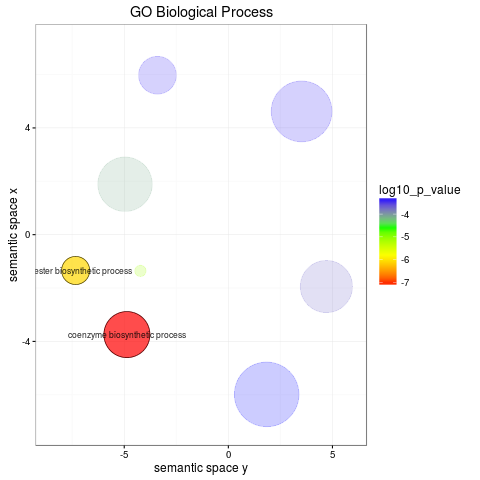 GO Biological Process
log10_p_value
-4
-5
-6
-7
4
0
-4
semantic space x
ester biosynthetic process
coenzyme biosynthetic process
-5
0
5
semantic space y